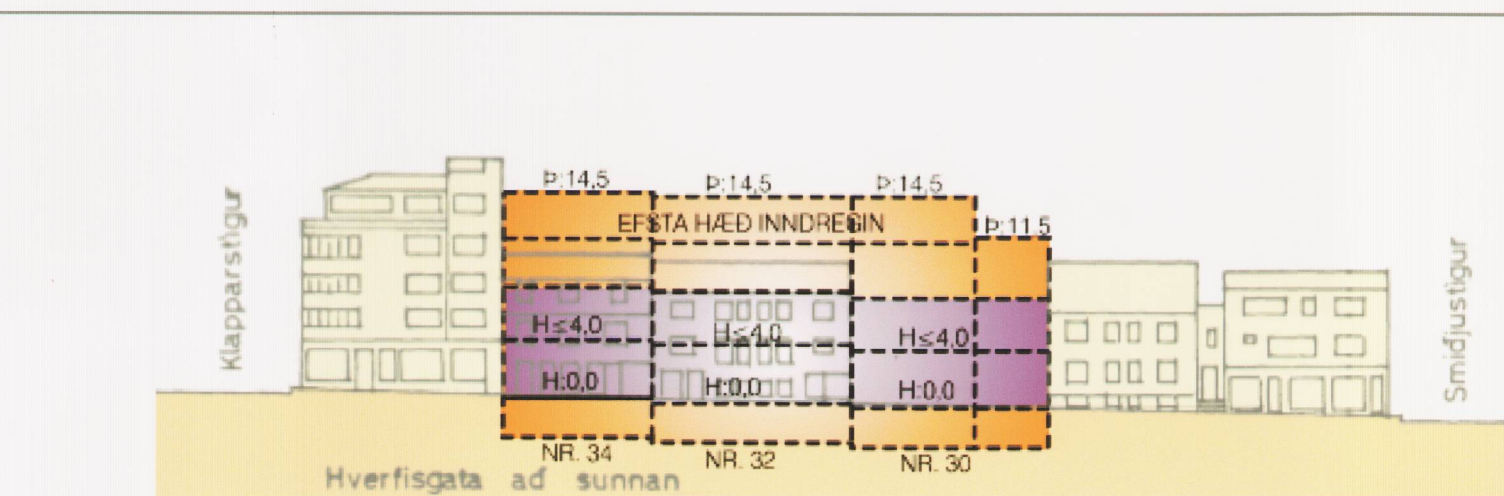 Þ:14,5
Þ:14,5
Þ:14,5
EFSTA HÆÐ INNDREGIN
Þ:11,5
Klapparstígur
Smiðjustígur
H≤4,0
H≤4,0
H≤4,0
H:0,0
H:0,0
H:0,0
NR. 34
NR. 32
NR. 30
Hverfisgata að sunnan